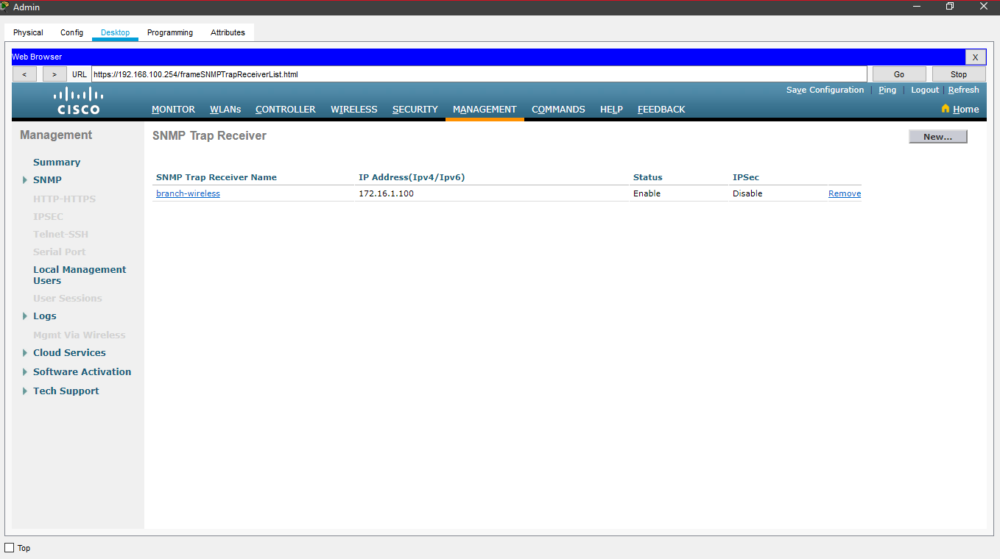 Admin
Physical Config Desktop Programming Attributes
Web Browser X
< > URL https://192.168.100.254/frameSNMPTrapReceiverList.html Go Stop
Save Configuration | Ping | Logout | Refresh
CISCO MONITOR WLANs CONTROLLER WIRELESS SECURITY MANAGEMENT COMMANDS HELP FEEDBACK Home
Management
Summary
SNMP
HTTP-HTTPS
IPSEC
Telnet-SSH
Serial Port
Local Management
Users
User Sessions
Logs
Mgmt Via Wireless
Cloud Services
Software Activation
Tech Support
SNMP Trap Receiver New...
SNMP Trap Receiver Name IP Address(Ipv4/Ipv6) Status IPSec
branch-wireless 172.16.1.100 Enable Disable Remove
Top